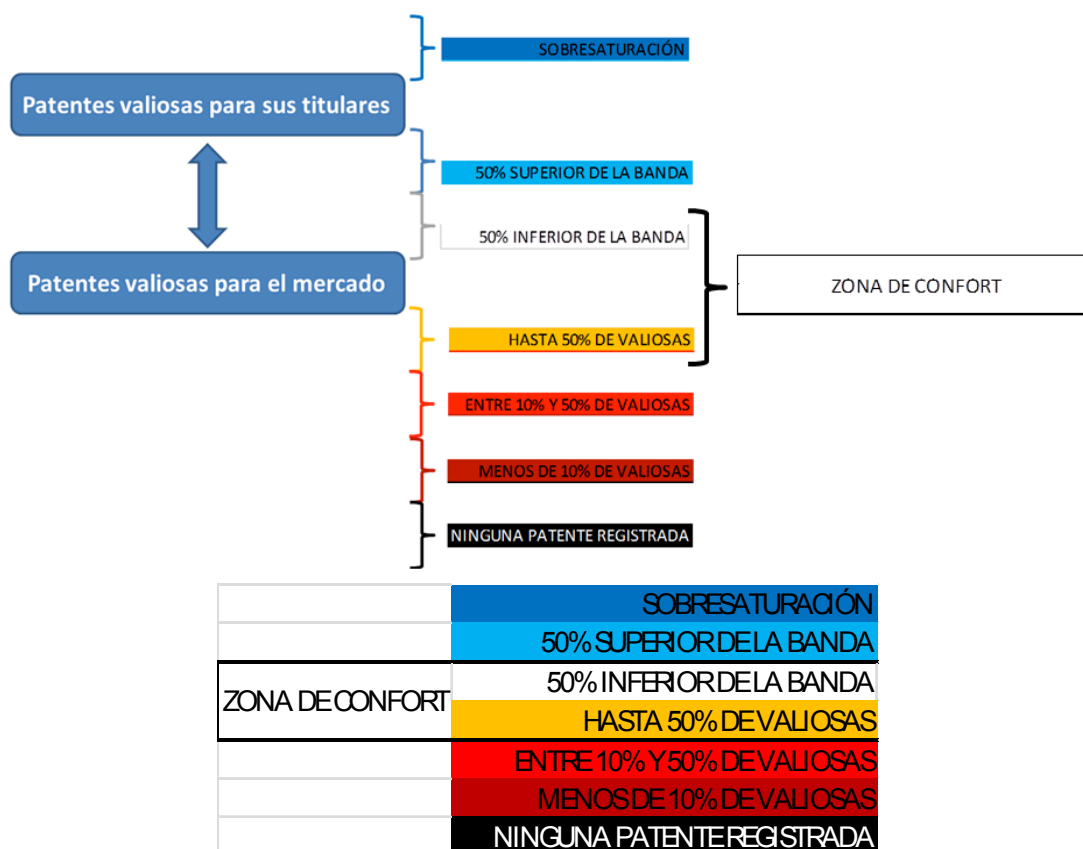 SOBRESATURACIÓN
Patentes valiosas para sus titulares
50% SUPERIOR DE LA BANDA
50% INFERIOR DE LA BANDA
Patentes valiosas para el mercado
ZONA DE CONFORT
HASTA 50% DE VALIOSAS
ENTRE 10% Y 50% DE VALIOSAS
MENOS DE 10% DE VALIOSAS
NINGUNA PATENTE REGISTRADA
SOBRESATURACIÓN
50% SUPERIOR DE LA BANDA
ZONA DE CONFORT
50% INFERIOR DE LA BANDA
HASTA 50% DE VALIOSAS
ENTRE 10% Y 50% DE VALIOSAS
MENOS DE 10% DE VALIOSAS
NINGUNA PATENTE REGISTRADA